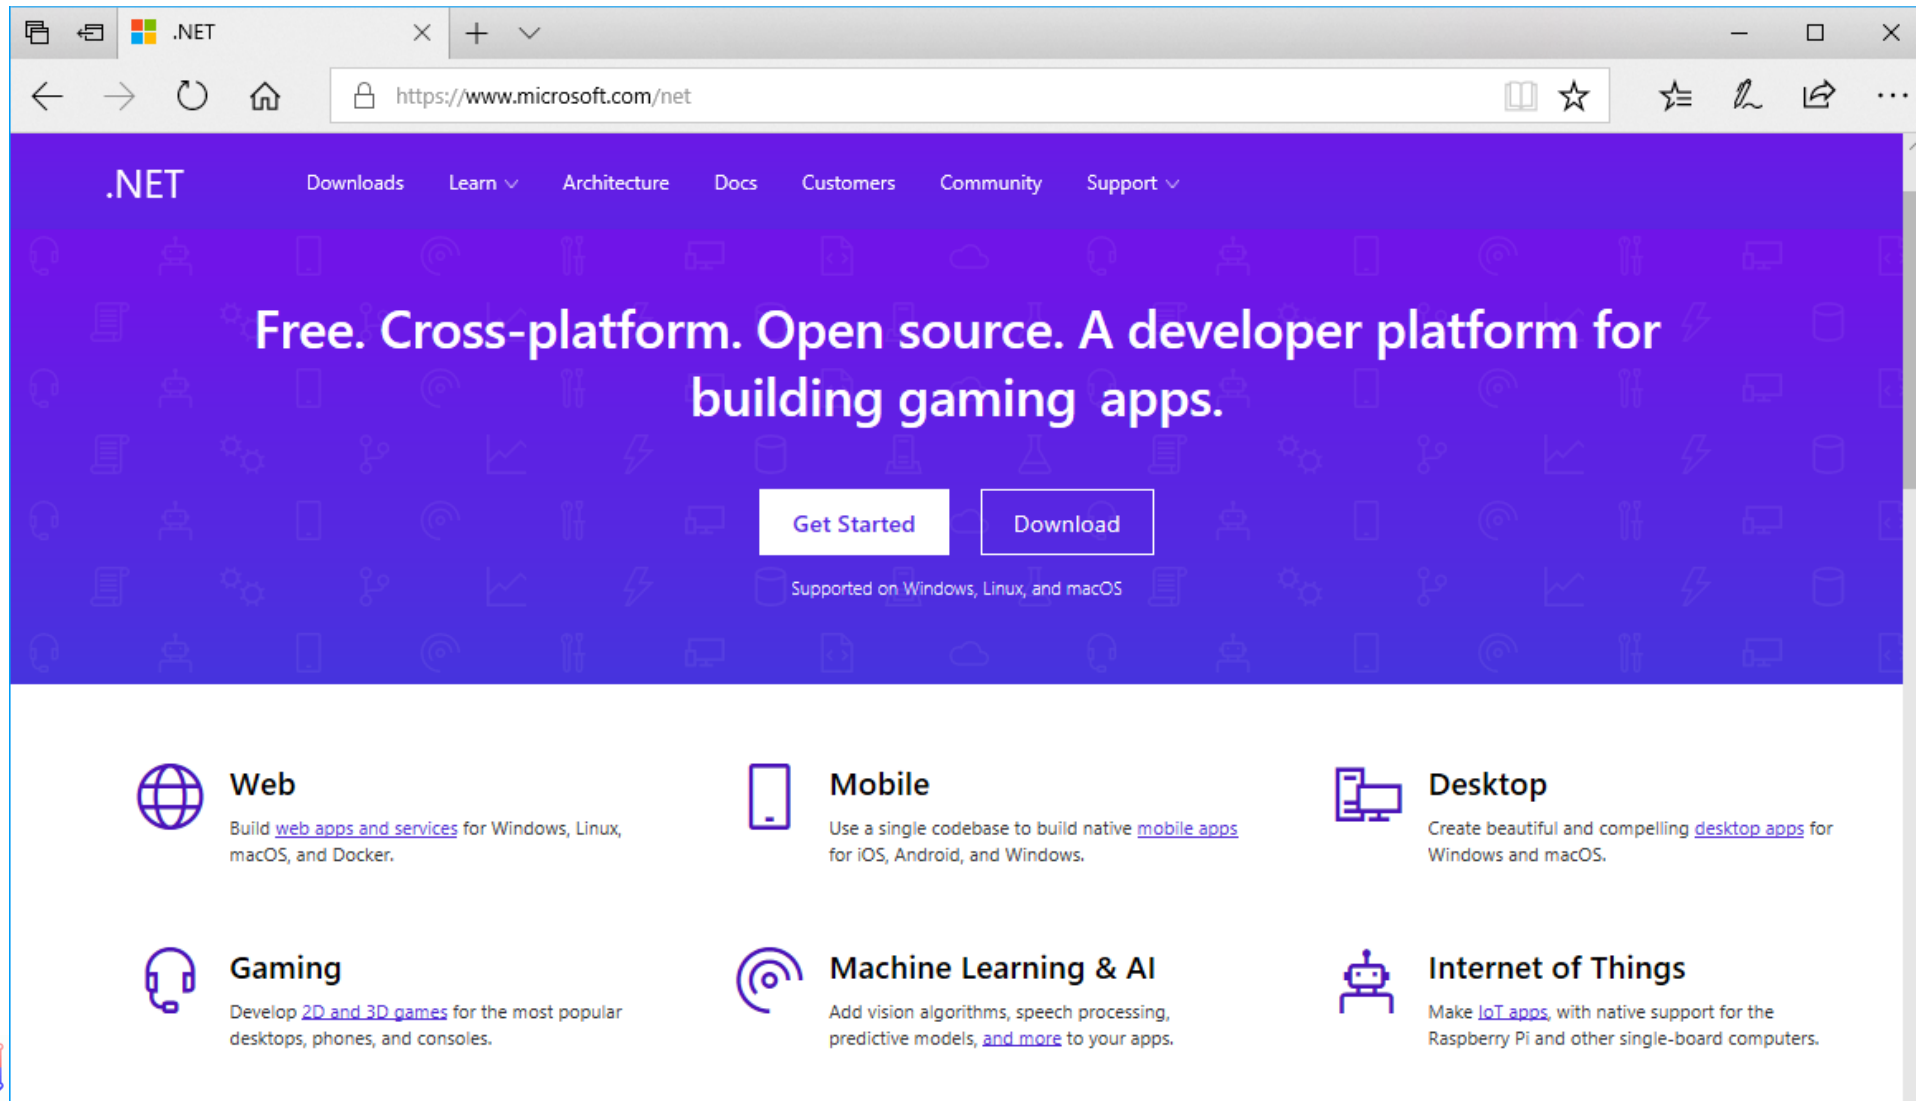 .NET
https://www.microsoft.com/net
.NET Downloads Learn Architecture Docs Customers Community Support
Free. Cross-platform. Open source. A developer platform for
building gaming apps.
Get Started Download
Supported on Windows, Linux, and macOS
Web
Build web apps and services for Windows, Linux,
macOS, and Docker.
Mobile
Use a single codebase to build native mobile apps
for iOS, Android, and Windows.
Desktop
Create beautiful and compelling desktop apps for
Windows and macOS.
Gaming
Develop 2D and 3D games for the most popular
desktops, phones, and consoles.
Machine Learning & AI
Add vision algorithms, speech processing,
predictive models, and more to your apps.
Internet of Things
Make IoT apps, with native support for the
Raspberry Pi and other single-board computers.